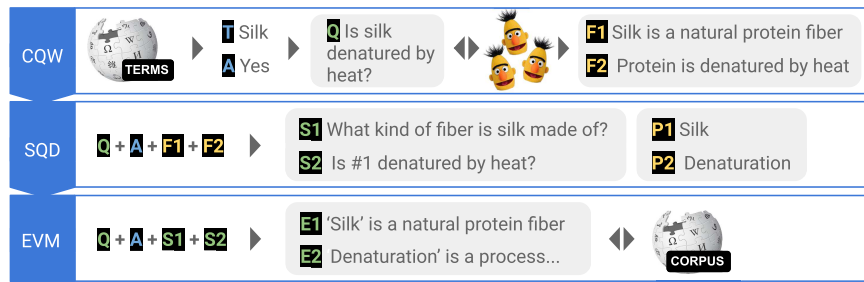 CQW
TERMS
T Silk
A Yes
Q Is silk
denatured by
heat?
F1 Silk is a natural protein fiber
F2 Protein is denatured by heat
SQD
Q + A + F1 + F2
S1 What kind of fiber is silk made of?
S2 Is #1 denatured by heat?
P1 Silk
P2 Denaturation
EVM
Q + A + S1 + S2
E1 ‘Silk’ is a natural protein fiber
E2 Denaturation’ is a process...
Ω W
И
CORPUS